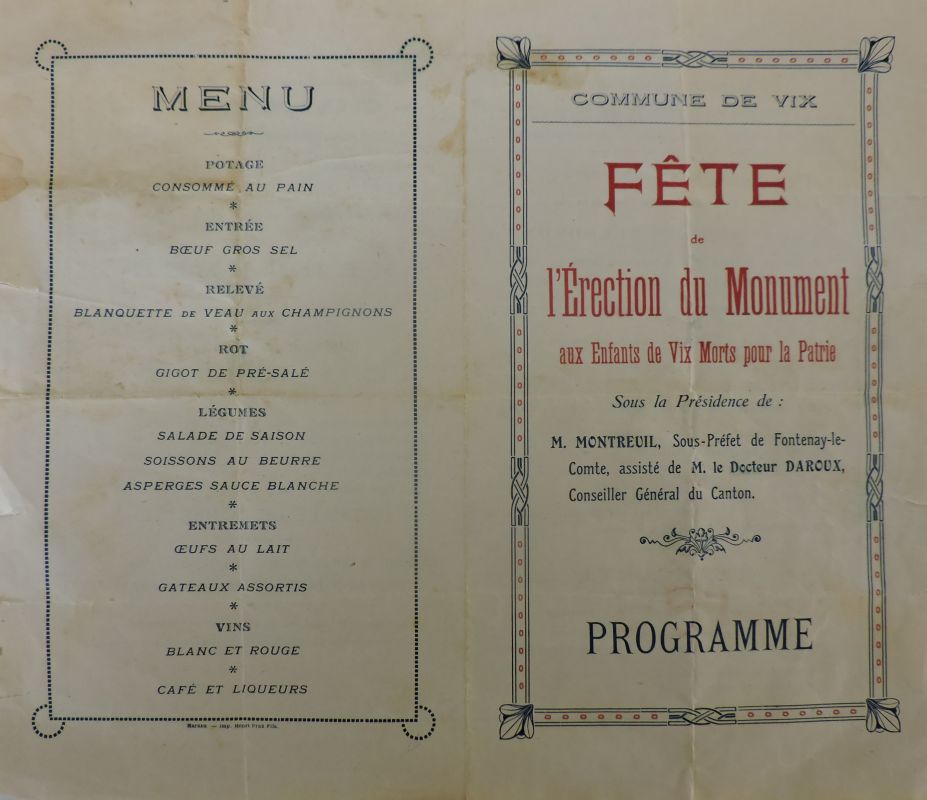 MENU
POTAGE
CONSOMMÉ AU PAIN
*
ENTRÉE
BŒUF GROS SEL
*
RELEVÉ
BLANQUETTE DE VEAU AUX CHAMPIGNONS
*
ROT
GIGOT DE PRÉ-SALÉ
*
LÉGUMES
SALADE DE SAISON
SOISSONS AU BEURRE
ASPERGES SAUCE BLANCHE
*
ENTREMETS
ŒUFS AU LAIT
*
GATEAUX ASSORTIS
*
VINS
BLANC ET ROUGE
*
CAFÉ ET LIQUEURS
Marans — Imp. Henri Fils.
COMMUNE DE VIX
FÊTE
de
l'Érection du Monument
aux Enfants de Vix Morts pour la Patrie
Sous la Présidence de :
M. MONTREUIL, Sous-Préfet de Fontenay-le-
Comte, assisté de M. le Docteur DAROUX,
Conseiller Général du Canton.
PROGRAMME